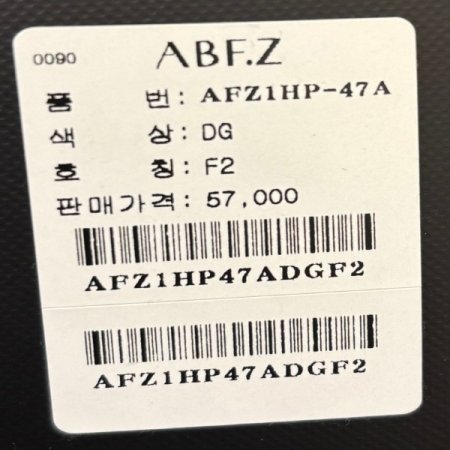 0090 ABF.Z
품 번: AFZ1HP-47A
색 상: DG
호 칭: F2
판매가격: 57,000
AFZ1HP47ADGF2
AFZ1HP47ADGF2